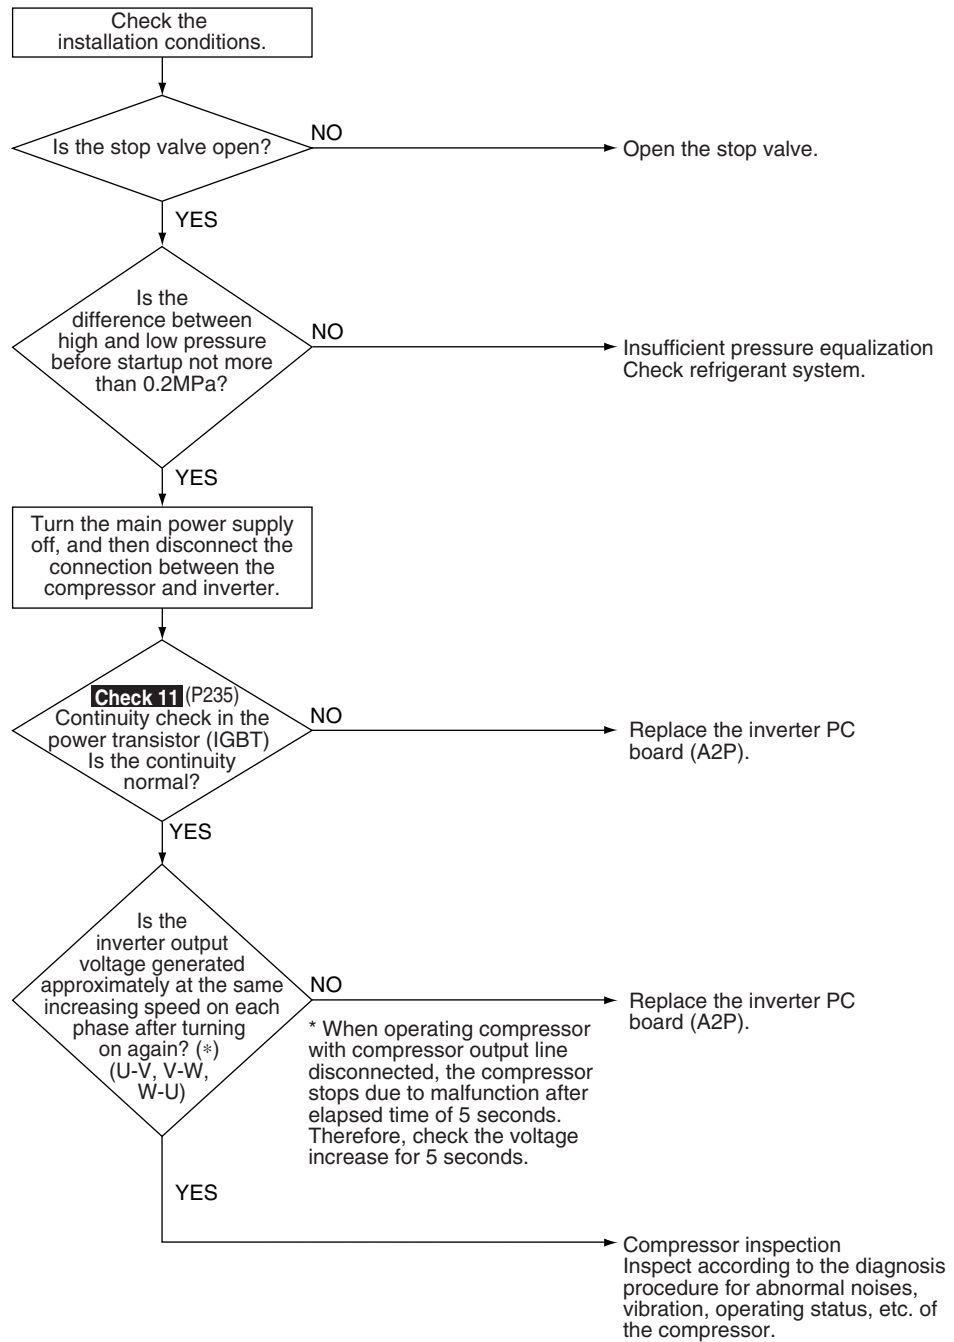 Check the
installation conditions.
Is the stop valve open?
NO
Open the stop valve.
YES
Is the
difference between
high and low pressure
before startup not more
than 0.2MPa?
NO
Insufficient pressure equalization
Check refrigerant system.
YES
Turn the main power supply
off, and then disconnect the
connection between the
compressor and inverter.
Check 11 (P235)
Continuity check in the
power transistor (IGBT)
Is the continuity
normal?
NO
Replace the inverter PC
board (A2P).
YES
Is the
inverter output
voltage generated
approximately at the same
increasing speed on each
phase after turning
on again? (*)
(U-V, V-W,
W-U)
NO
Replace the inverter PC
board (A2P).
* When operating compressor
with compressor output line
disconnected, the compressor
stops due to malfunction after
elapsed time of 5 seconds.
Therefore, check the voltage
increase for 5 seconds.
YES
Compressor inspection
Inspect according to the diagnosis
procedure for abnormal noises,
vibration, operating status, etc. of
the compressor.